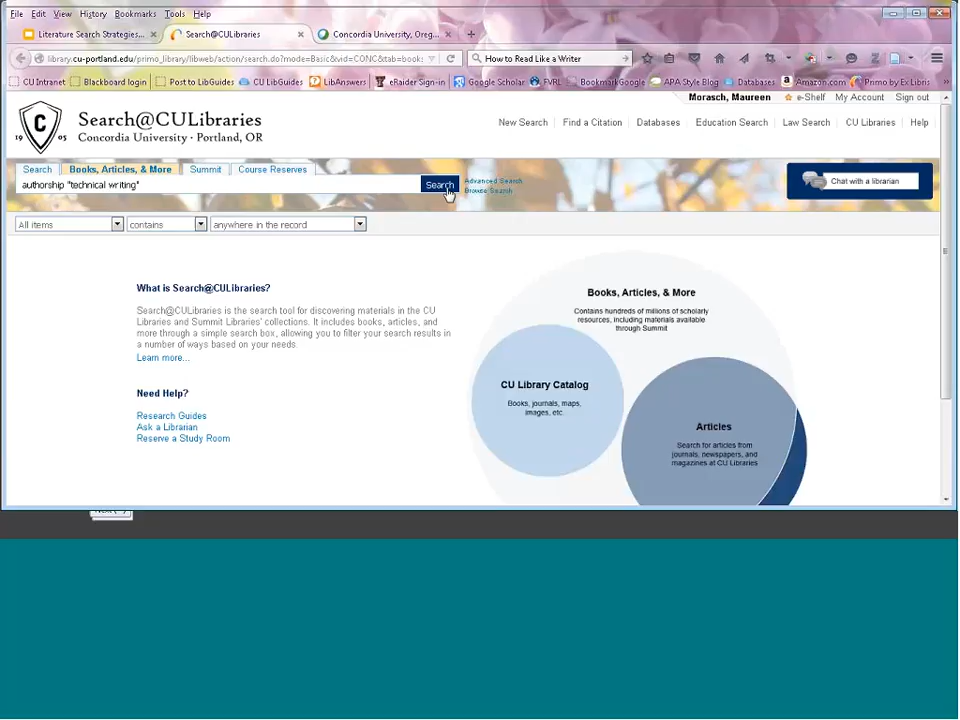 File Edit View History Bookmarks Tools Help
Literature Search Strategies... × Search@CULibraries × Concordia University, Oreg... × +
library.cu-portland.edu/primo_library/libweb/action/search.do?mode=Basic&vid=CONC&tab=book: How to Read Like a Writer
CU Intranet Blackboard login Post to LibGuides CU LibGuides LibAnswers eRaider Sign-in Google Scholar FVRL BookmarkGoogle APA Style Blog Databases Amazon.com Primo by Ex Libris »
Morasch, Maureen e-Shelf My Account Sign out
C
19 05
Search@CULibraries
Concordia University · Portland, OR
New Search Find a Citation Databases Education Search Law Search CU Libraries Help
Search Books, Articles, & More Summit Course Reserves
authorship "technical writing" Search
Advanced Search
Browse Search
Chat with a librarian
All items contains anywhere in the record
What is Search@CULibraries?
Search@CULibraries is the search tool for discovering materials in the CU
Libraries and Summit Libraries' collections. It includes books, articles, and
more through a simple search box, allowing you to filter your search results in
a number of ways based on your needs.
Learn more...
Need Help?
Research Guides
Ask a Librarian
Reserve a Study Room
Books, Articles, & More
Contains hundreds of millions of scholarly
resources, including materials available
through Summit
CU Library Catalog
Books, journals, maps,
images, etc.
Articles
Search for articles from
journals, newspapers, and
magazines at CU Libraries